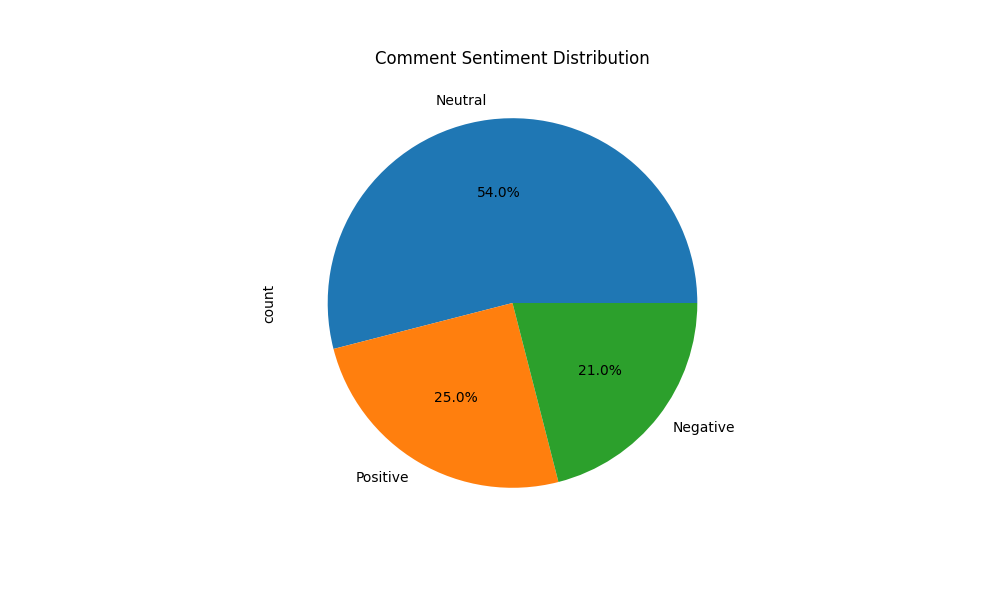 Comment Sentiment Distribution
Neutral
54.0%
count
21.0%
25.0%
Negative
Positive